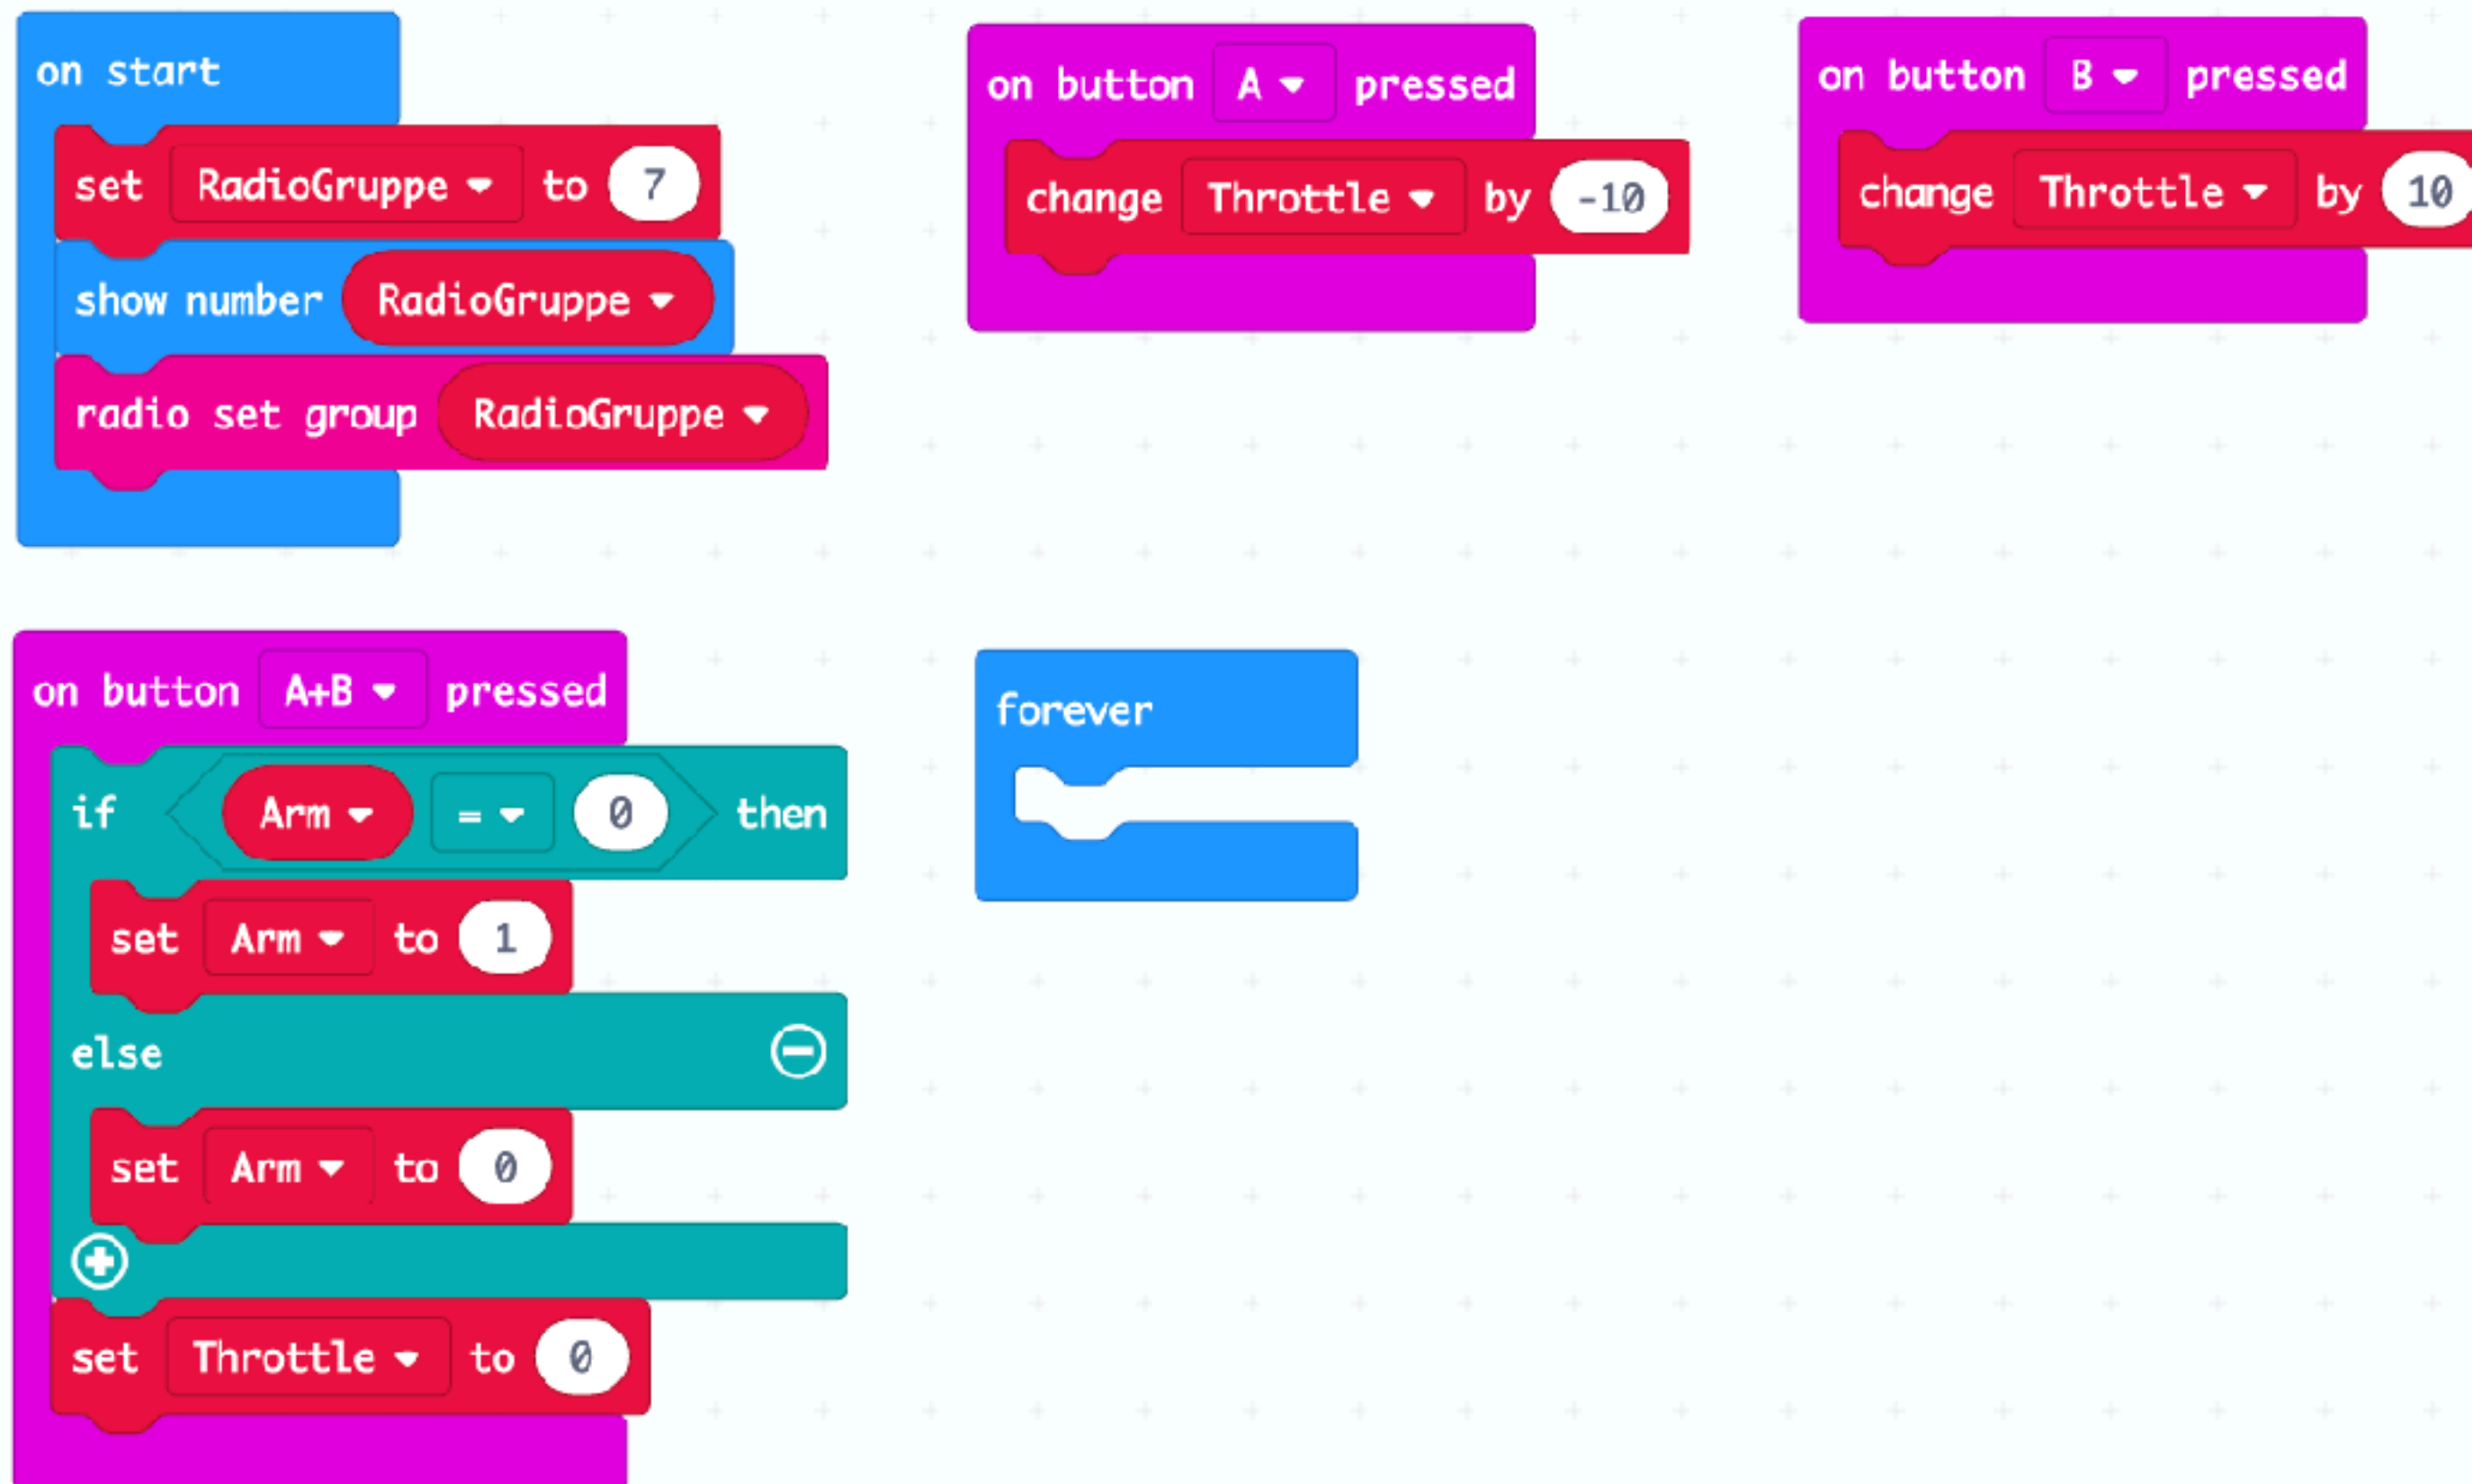 on start
set RadioGruppe to 7
show number RadioGruppe
radio set group RadioGruppe
on button A pressed
change Throttle by -10
on button B pressed
change Throttle by 10
on button A+B pressed
if Arm = 0 then
set Arm to 1
else
set Arm to 0
set Throttle to 0
forever